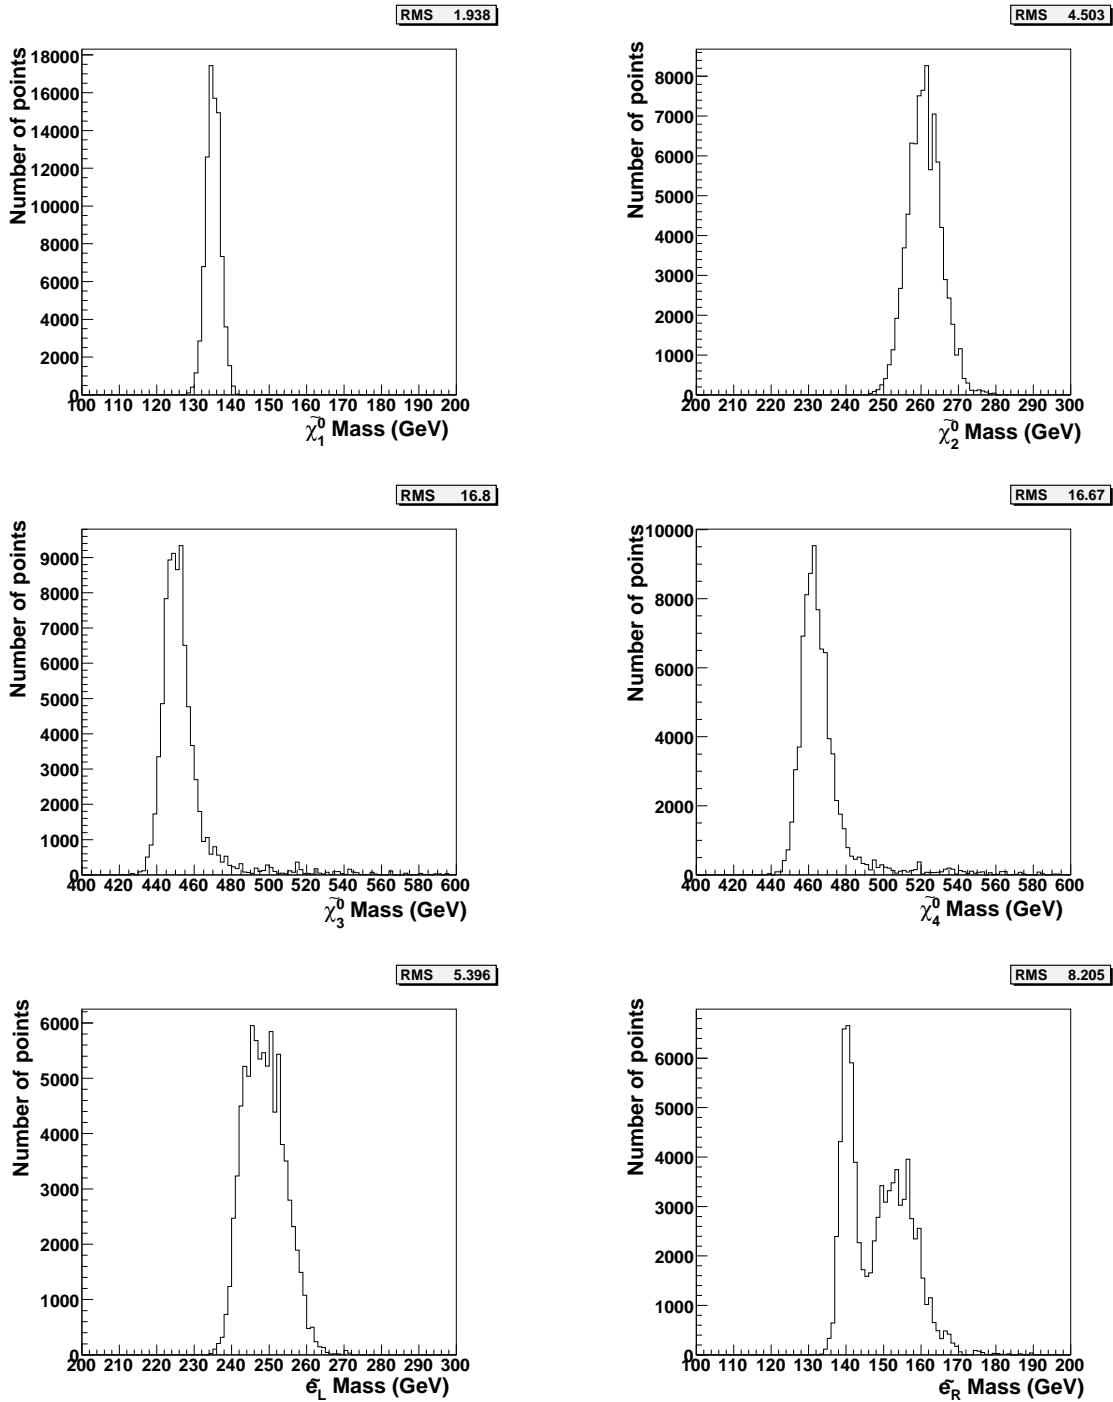 RMS 1.938
Number of points
18000
16000
14000
12000
10000
8000
6000
4000
2000
0
100 110 120 130 140 150 160 170 180 190 200
χ̃⁰₁ Mass (GeV)
RMS 4.503
Number of points
8000
7000
6000
5000
4000
3000
2000
1000
0
200 210 220 230 240 250 260 270 280 290 300
χ̃⁰₂ Mass (GeV)
RMS 16.8
Number of points
9000
8000
7000
6000
5000
4000
3000
2000
1000
0
400 420 440 460 480 500 520 540 560 580 600
χ̃⁰₃ Mass (GeV)
RMS 16.67
Number of points
10000
8000
6000
4000
2000
0
400 420 440 460 480 500 520 540 560 580 600
χ̃⁰₄ Mass (GeV)
RMS 5.396
Number of points
6000
5000
4000
3000
2000
1000
0
200 210 220 230 240 250 260 270 280 290 300
ẽ_L Mass (GeV)
RMS 8.205
Number of points
6000
5000
4000
3000
2000
1000
0
100 110 120 130 140 150 160 170 180 190 200
ẽ_R Mass (GeV)